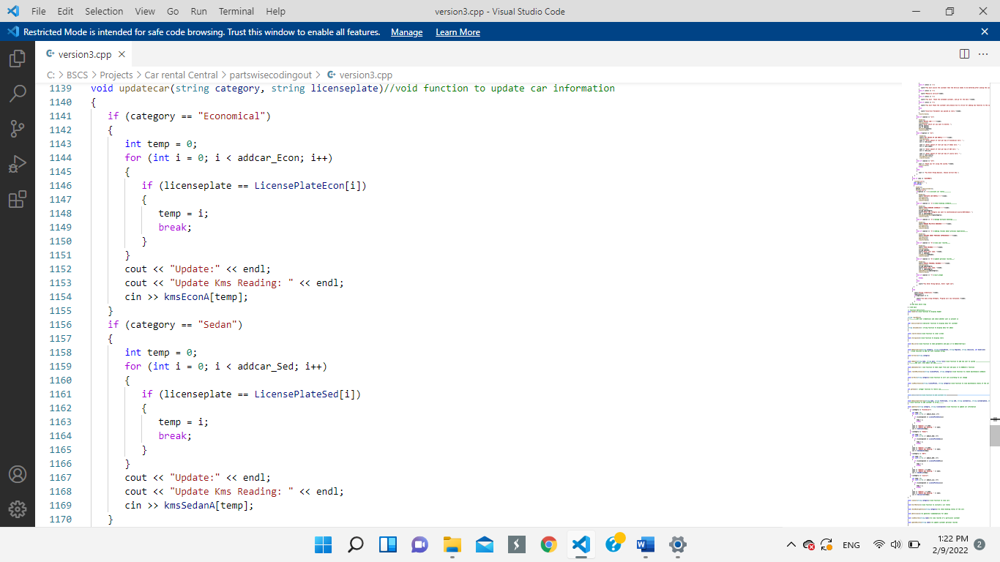 File Edit Selection View Go Run Terminal Help version3.cpp - Visual Studio Code
Restricted Mode is intended for safe code browsing. Trust this window to enable all features. Manage Learn More
version3.cpp
C: > BSCS > Projects > Car rental Central > partswisecodingout > version3.cpp
1139 void updatecar(string category, string licenseplate)//void function to update car information
1140 {
1141 if (category == "Economical")
1142 {
1143 int temp = 0;
1144 for (int i = 0; i < addcar_Econ; i++)
1145 {
1146 if (licenseplate == LicensePlateEcon[i])
1147 {
1148 temp = i;
1149 break;
1150 }
1151 }
1152 cout << "Update:" << endl;
1153 cout << "Update Kms Reading: " << endl;
1154 cin >> kmsEconA[temp];
1155 }
1156 if (category == "Sedan")
1157 {
1158 int temp = 0;
1159 for (int i = 0; i < addcar_Sed; i++)
1160 {
1161 if (licenseplate == LicensePlateSed[i])
1162 {
1163 temp = i;
1164 break;
1165 }
1166 }
1167 cout << "Update:" << endl;
1168 cout << "Update Kms Reading: " << endl;
1169 cin >> kmsSedanA[temp];
1170 }
ENG 1:22 PM
2/9/2022 2